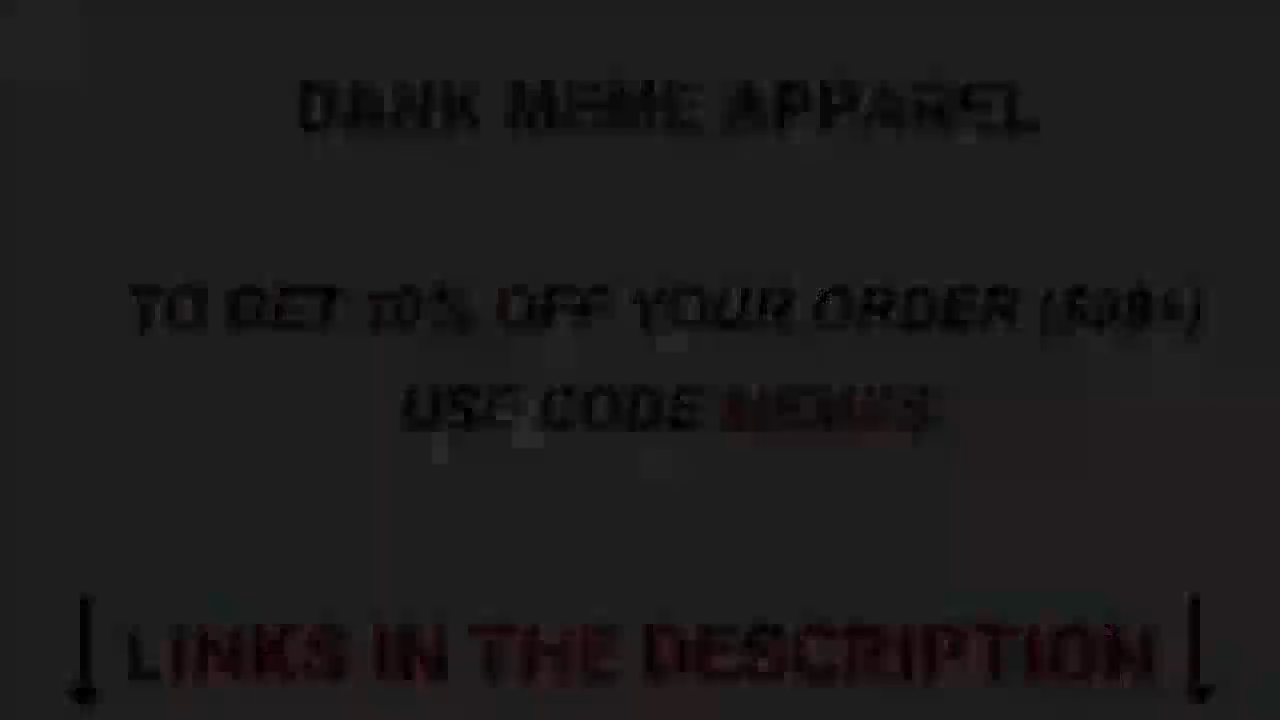 DANK MEME APPAREL
TO GET 10% OFF YOUR ORDER
USE CODE
LINKS IN THE DESCRIPTION